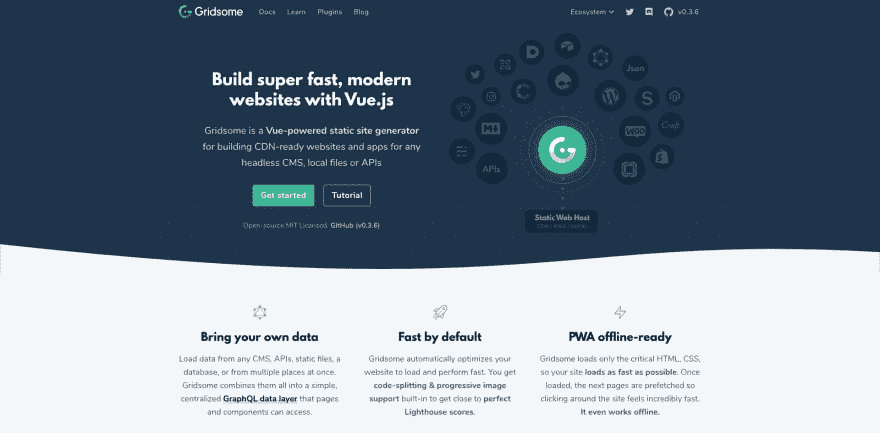 Gridsome Docs Learn Plugins Blog Ecosystem v0.3.6
Build super fast, modern
websites with Vue.js
Gridsome is a Vue-powered static site generator
for building CDN-ready websites and apps for any
headless CMS, local files or APIs
Get started Tutorial
Open-source MIT Licensed. GitHub (v0.3.6)
Json
Craft
WOO
APIs
Static Web Host
Bring your own data
Load data from any CMS, APIs, static files, a
database, or from multiple places at once.
Gridsome combines them all into a simple,
centralized GraphQL data layer that pages
and components can access.
Fast by default
Gridsome automatically optimizes your
website to load and perform fast. You get
code-splitting & progressive image
support built-in to get close to perfect
Lighthouse scores.
PWA offline-ready
Gridsome loads only the critical HTML, CSS,
so your site loads as fast as possible. Once
loaded, the next pages are prefetched so
clicking around the site feels incredibly fast.
It even works offline.